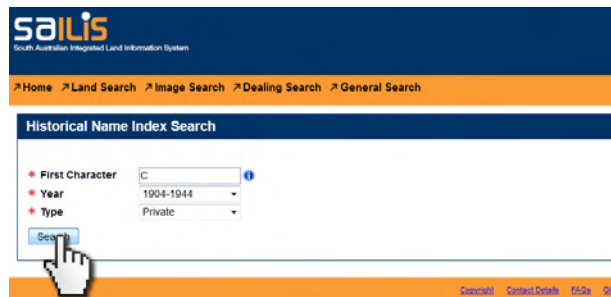 sailis
South Australian Integrated Land Information System
Home Land Search Image Search Dealing Search General Search
Historical Name Index Search
* First Character C
* Year 1904-1944
* Type Private
Search
Copyright Contact Details FAQs